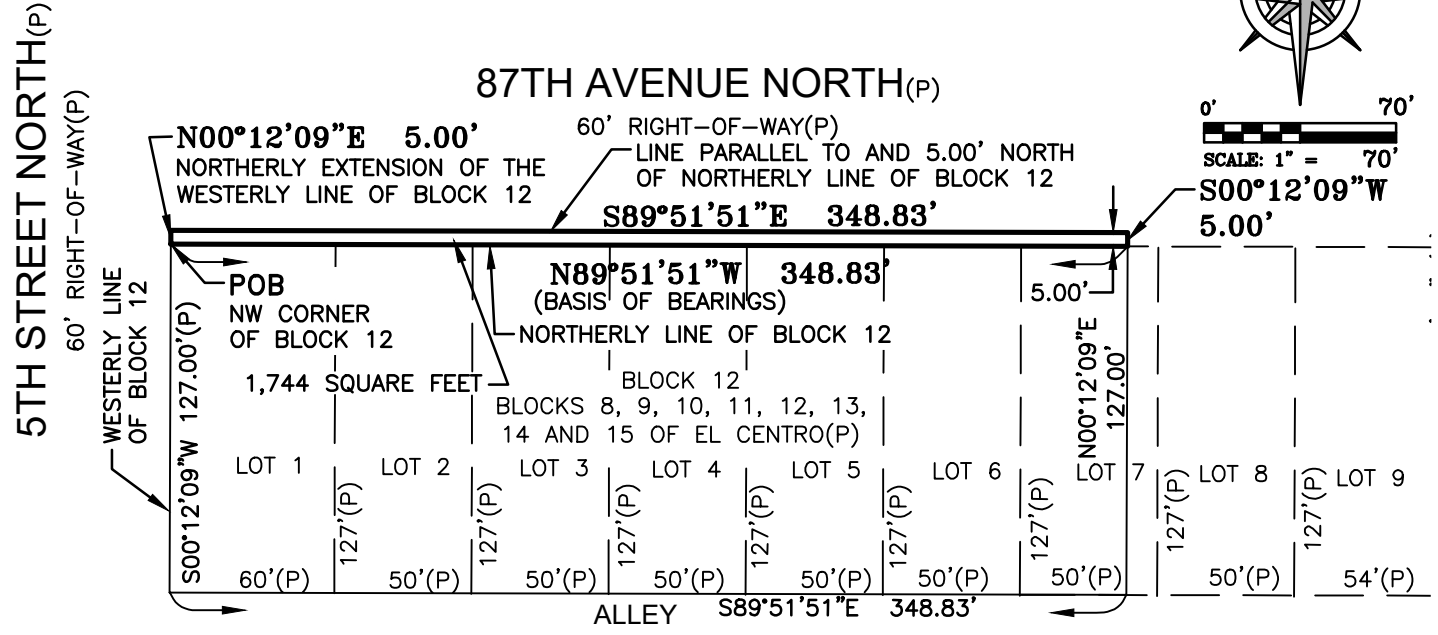 5TH STREET NORTH(P)
60' RIGHT-OF-WAY(P)
87TH AVENUE NORTH(P)
60' RIGHT-OF-WAY(P)
0' 70'
SCALE: 1" = 70'
N00°12'09"E 5.00'
NORTHERLY EXTENSION OF THE
WESTERLY LINE OF BLOCK 12
LINE PARALLEL TO AND 5.00' NORTH
OF NORTHERLY LINE OF BLOCK 12
S00°12'09"W
5.00'
S89°51'51"E 348.83'
N89°51'51"W 348.83'
(BASIS OF BEARINGS)
POB
NW CORNER
OF BLOCK 12
5.00'
NORTHERLY LINE OF BLOCK 12
WESTERLY LINE
OF BLOCK 12
S00°12'09"W 127.00'(P)
1,744 SQUARE FEET
BLOCK 12
BLOCKS 8, 9, 10, 11, 12, 13,
14 AND 15 OF EL CENTRO(P)
N00°12'09"E
127.00'
LOT 1 LOT 2 LOT 3 LOT 4 LOT 5 LOT 6 LOT 7 LOT 8 LOT 9
127'(P) 127'(P) 127'(P) 127'(P) 127'(P) 127'(P) 127'(P) 127'(P)
60'(P) 50'(P) 50'(P) 50'(P) 50'(P) 50'(P) 50'(P) 50'(P) 54'(P)
ALLEY S89°51'51"E 348.83'